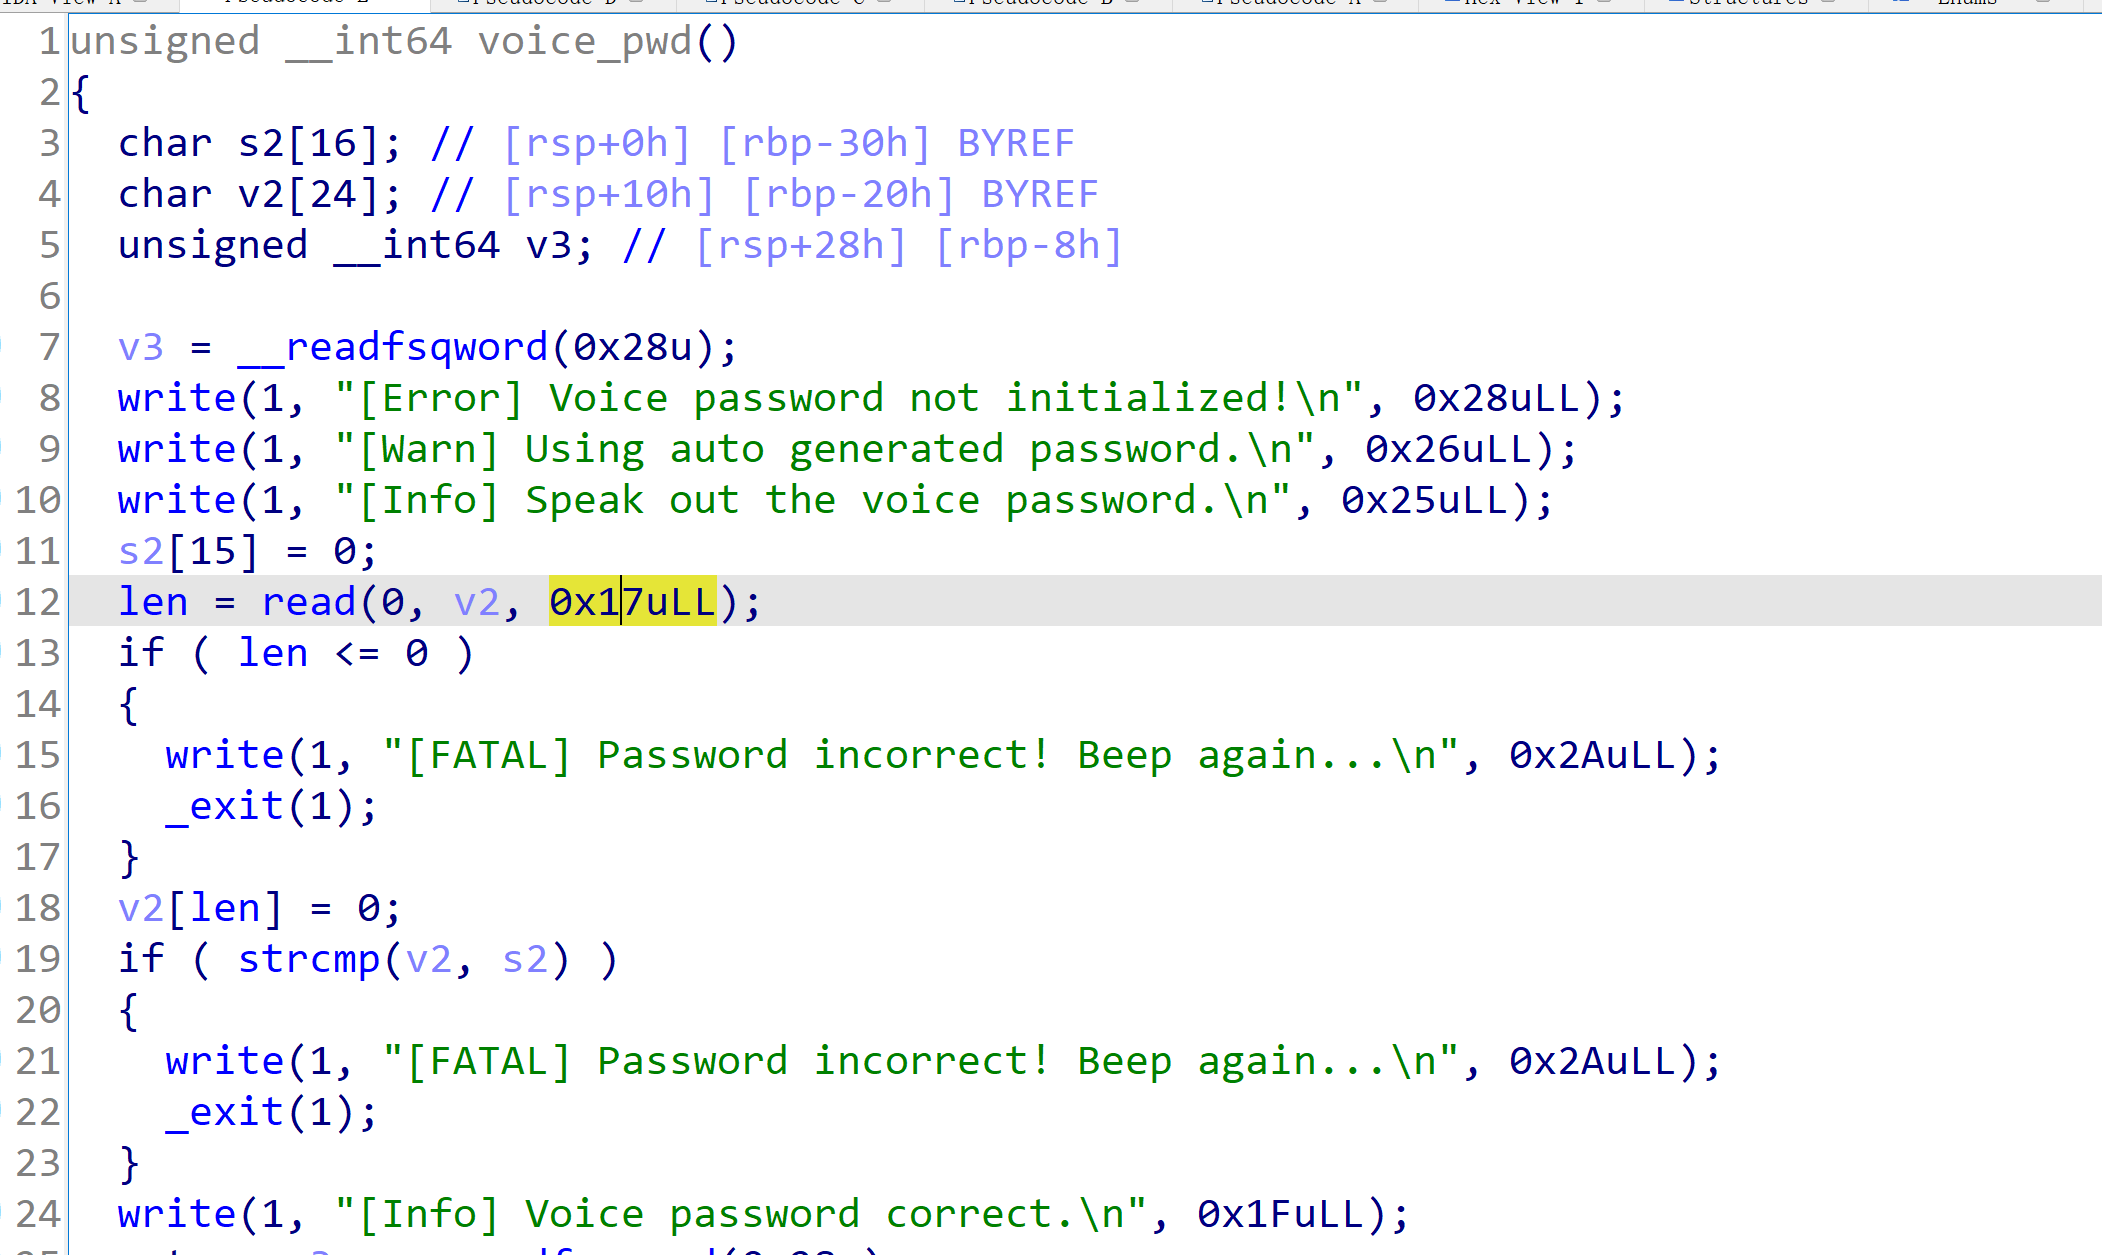 1 unsigned __int64 voice_pwd()
2 {
3   char s2[16]; // [rsp+0h] [rbp-30h] BYREF
4   char v2[24]; // [rsp+10h] [rbp-20h] BYREF
5   unsigned __int64 v3; // [rsp+28h] [rbp-8h]
6
7   v3 = __readfsqword(0x28u);
8   write(1, "[Error] Voice password not initialized!\n", 0x28uLL);
9   write(1, "[Warn] Using auto generated password.\n", 0x26uLL);
10   write(1, "[Info] Speak out the voice password.\n", 0x25uLL);
11   s2[15] = 0;
12   len = read(0, v2, 0x17uLL);
13   if ( len <= 0 )
14   {
15     write(1, "[FATAL] Password incorrect! Beep again...\n", 0x2AuLL);
16     _exit(1);
17   }
18   v2[len] = 0;
19   if ( strcmp(v2, s2) )
20   {
21     write(1, "[FATAL] Password incorrect! Beep again...\n", 0x2AuLL);
22     _exit(1);
23   }
24   write(1, "[Info] Voice password correct.\n", 0x1FuLL);